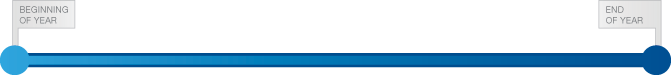 BEGINNING
OF YEAR
END
OF YEAR